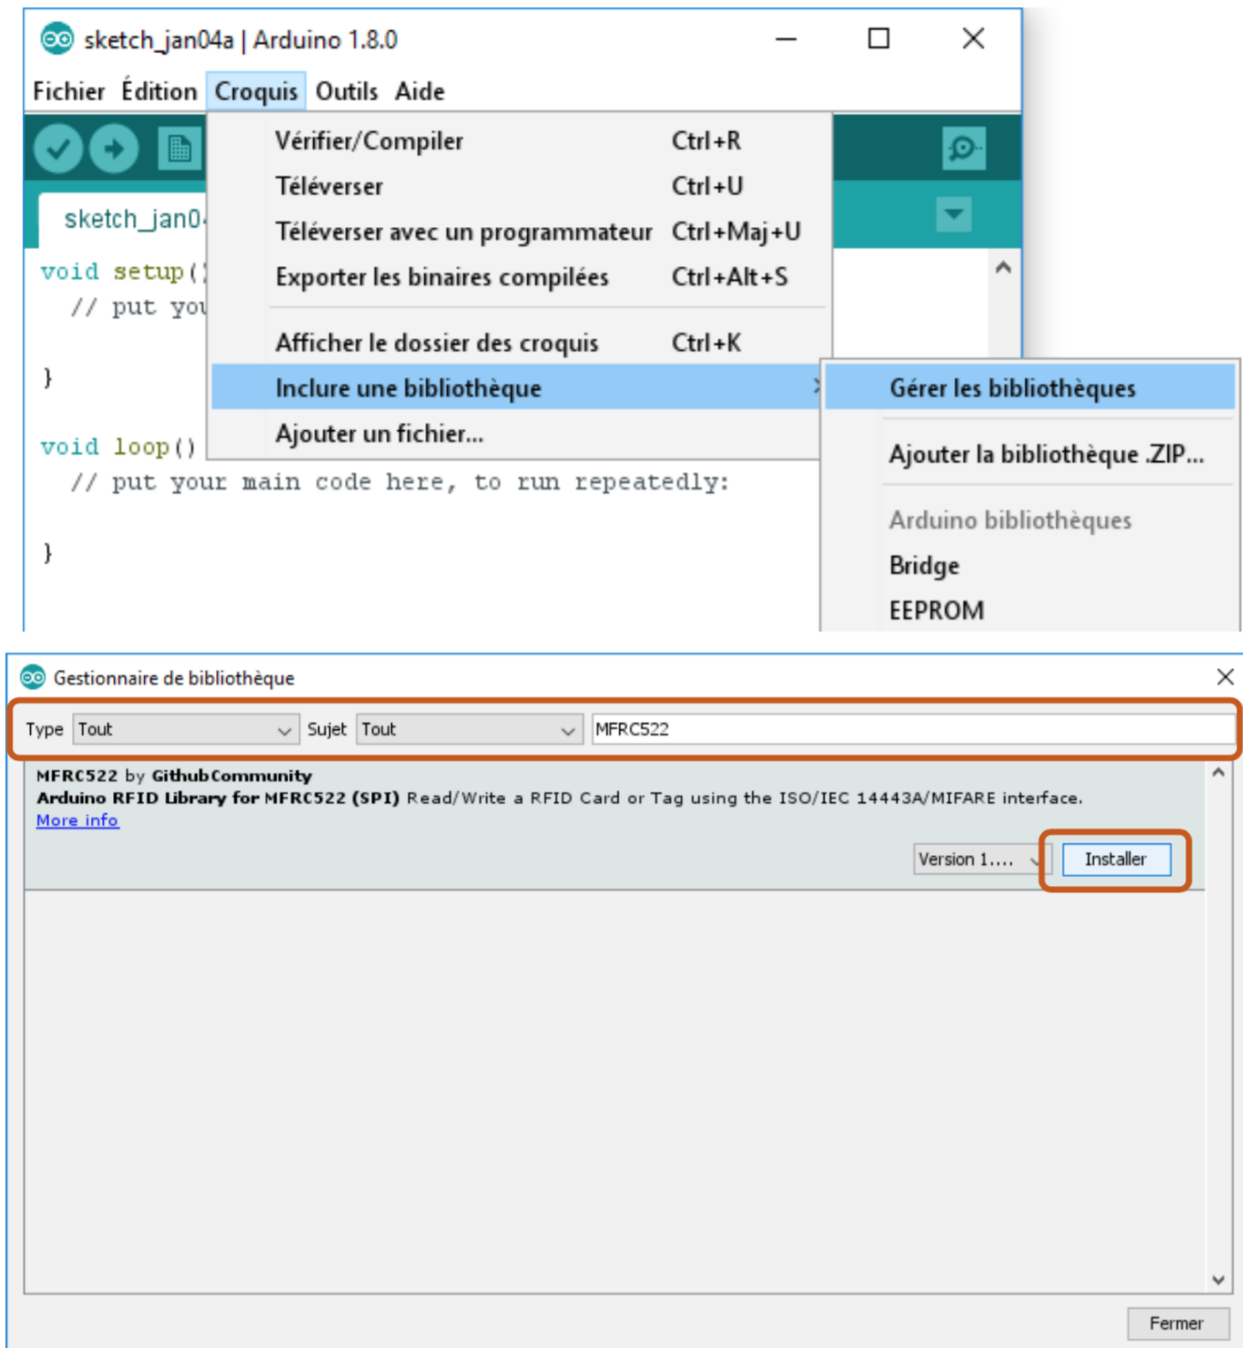 sketch_jan04a | Arduino 1.8.0
Fichier Édition Croquis Outils Aide
Vérifier/Compiler Ctrl+R
Téléverser Ctrl+U
sketch_jan04
Téléverser avec un programmateur Ctrl+Maj+U
void setup()
Exporter les binaires compilées Ctrl+Alt+S
// put you
Afficher le dossier des croquis Ctrl+K
}
Inclure une bibliothèque
Gérer les bibliothèques
Ajouter un fichier...
void loop()
Ajouter la bibliothèque .ZIP...
// put your main code here, to run repeatedly:
Arduino bibliothèques
}
Bridge
EEPROM
Gestionnaire de bibliothèque
Type Tout Sujet Tout MFRC522
MFRC522 by GithubCommunity
Arduino RFID Library for MFRC522 (SPI) Read/Write a RFID Card or Tag using the ISO/IEC 14443A/MIFARE interface.
More info
Version 1.... Installer
Fermer